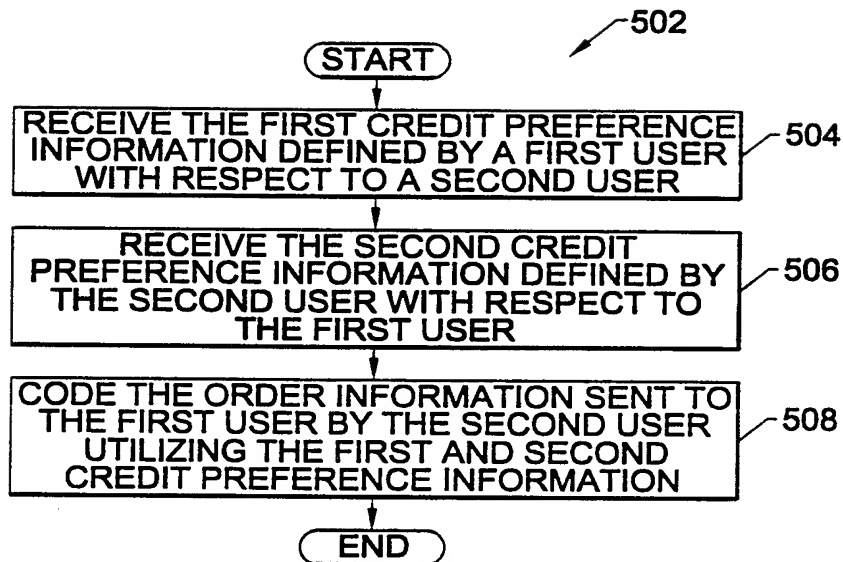 502
START
RECEIVE THE FIRST CREDIT PREFERENCE
INFORMATION DEFINED BY A FIRST USER
WITH RESPECT TO A SECOND USER
504
RECEIVE THE SECOND CREDIT
PREFERENCE INFORMATION DEFINED BY
THE SECOND USER WITH RESPECT TO
THE FIRST USER
506
CODE THE ORDER INFORMATION SENT TO
THE FIRST USER BY THE SECOND USER
UTILIZING THE FIRST AND SECOND
CREDIT PREFERENCE INFORMATION
508
END